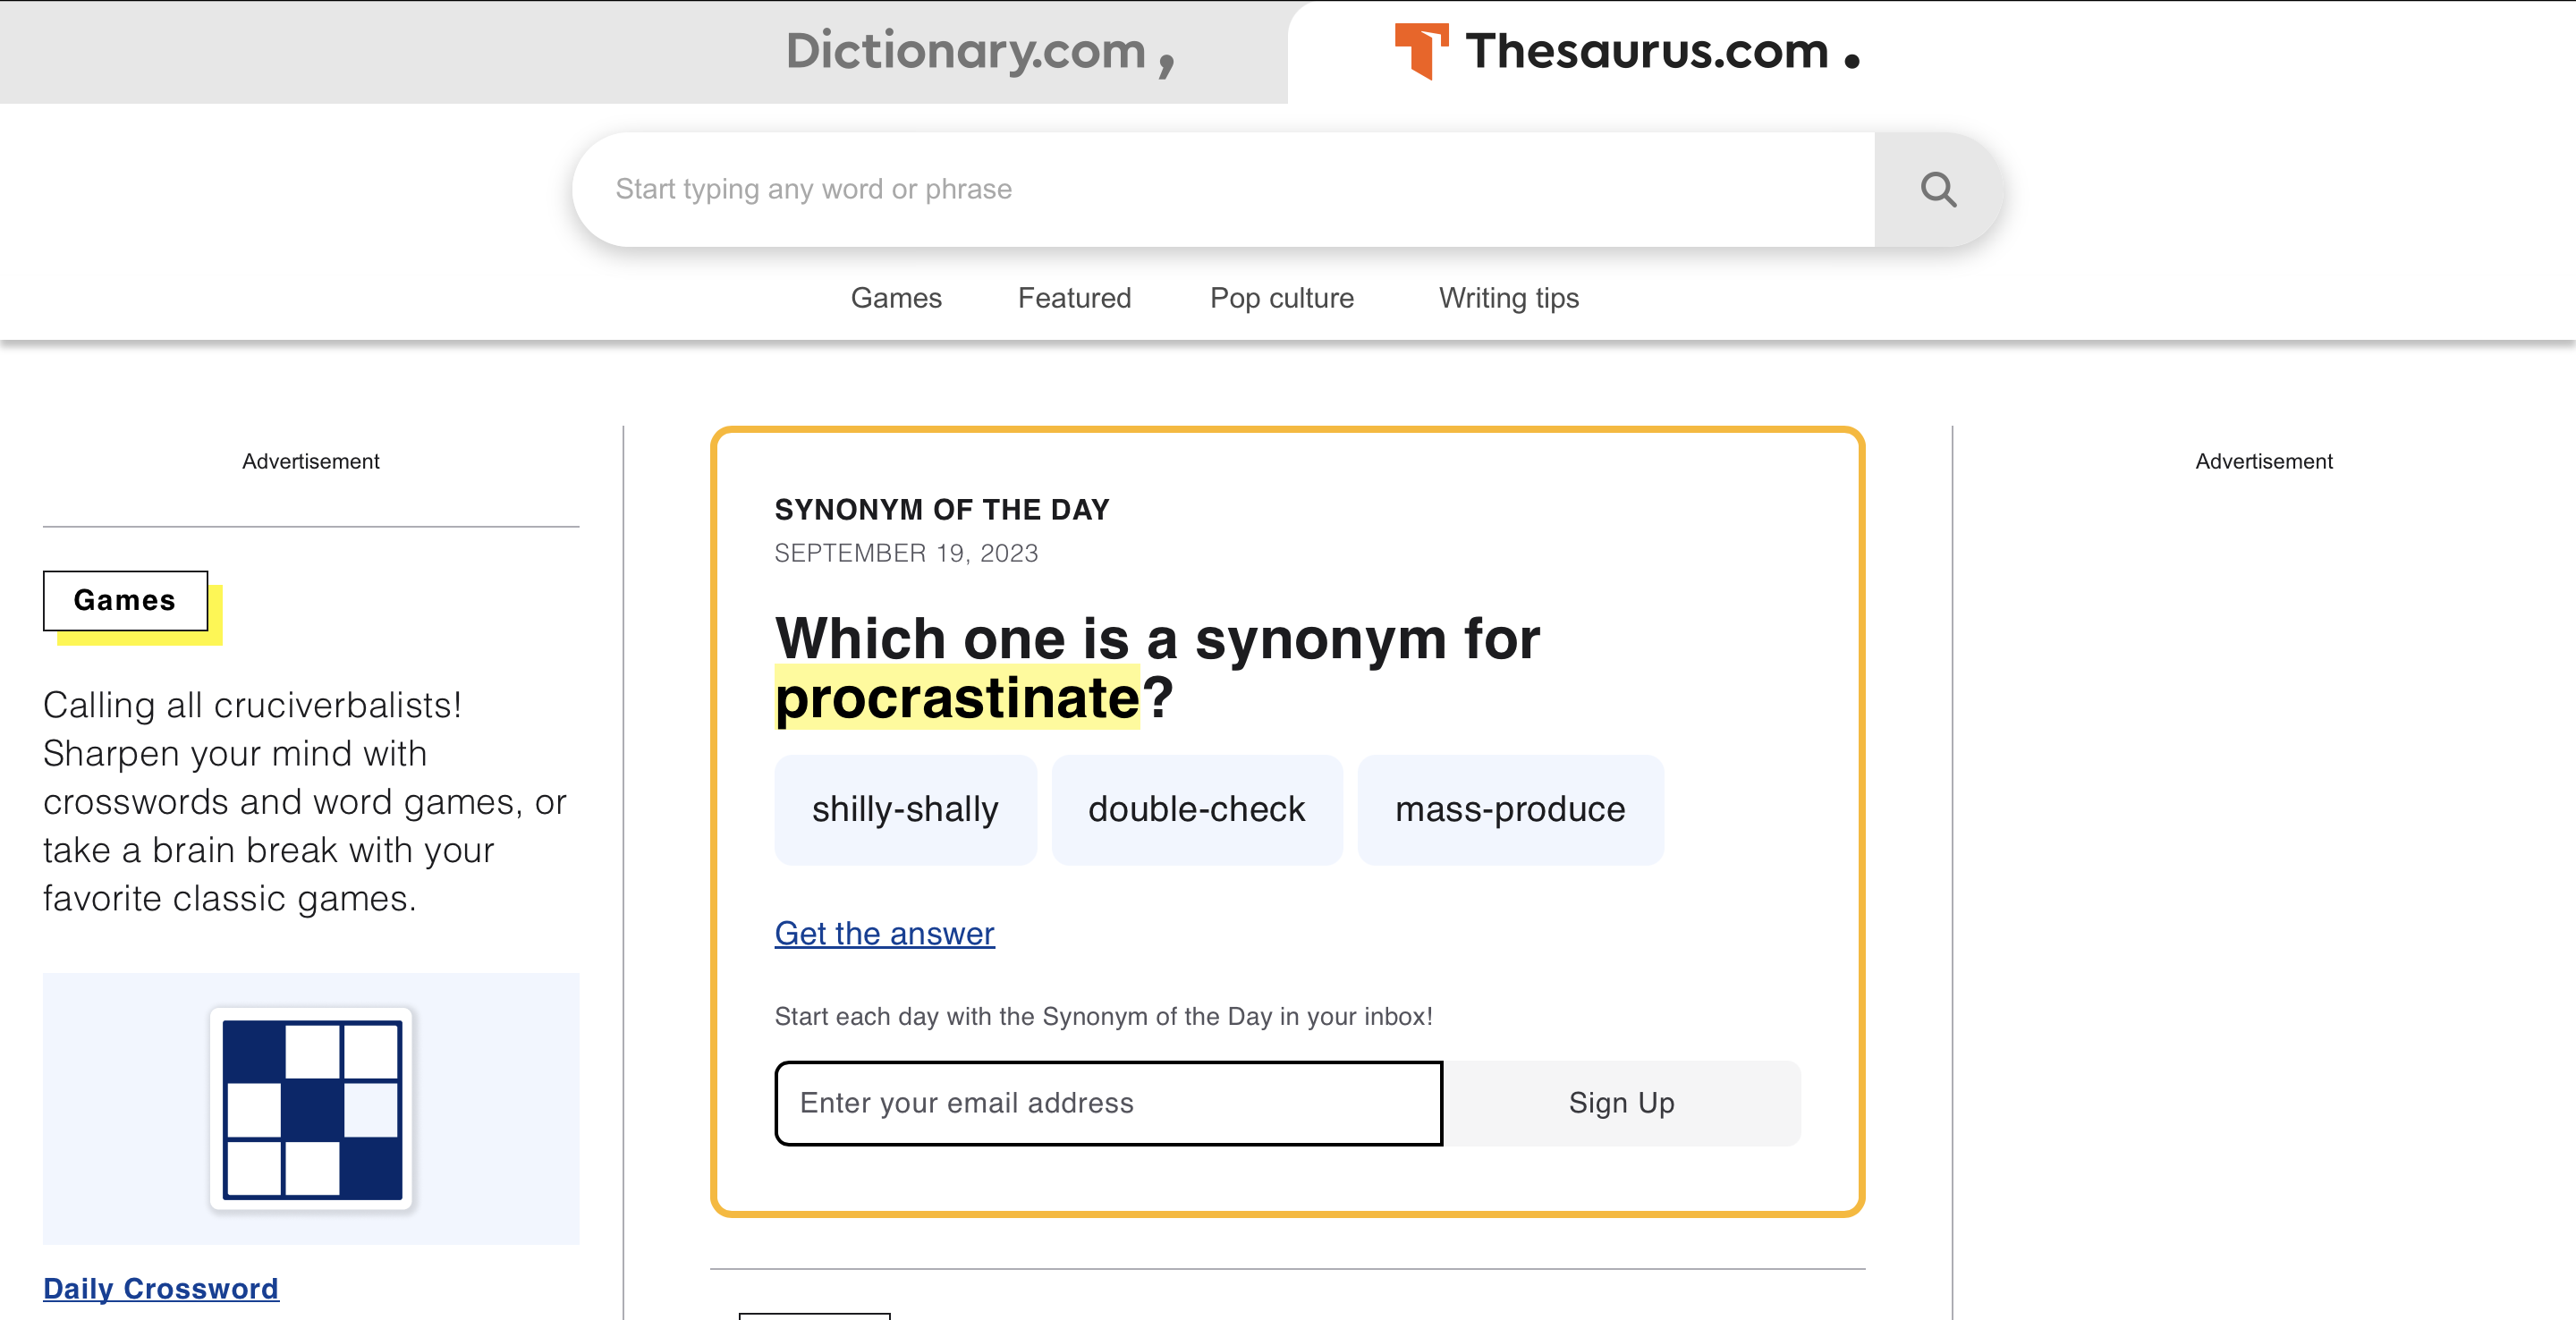 Dictionary.com,
Thesaurus.com.
Start typing any word or phrase
Games
Featured
Pop culture
Writing tips
Advertisement
Games
Calling all cruciverbalists!
Sharpen your mind with
crosswords and word games, or
take a brain break with your
favorite classic games.
Daily Crossword
SYNONYM OF THE DAY
SEPTEMBER 19, 2023
Which one is a synonym for
procrastinate?
shilly-shally
double-check
mass-produce
Get the answer
Start each day with the Synonym of the Day in your inbox!
Enter your email address
Sign Up
Advertisement